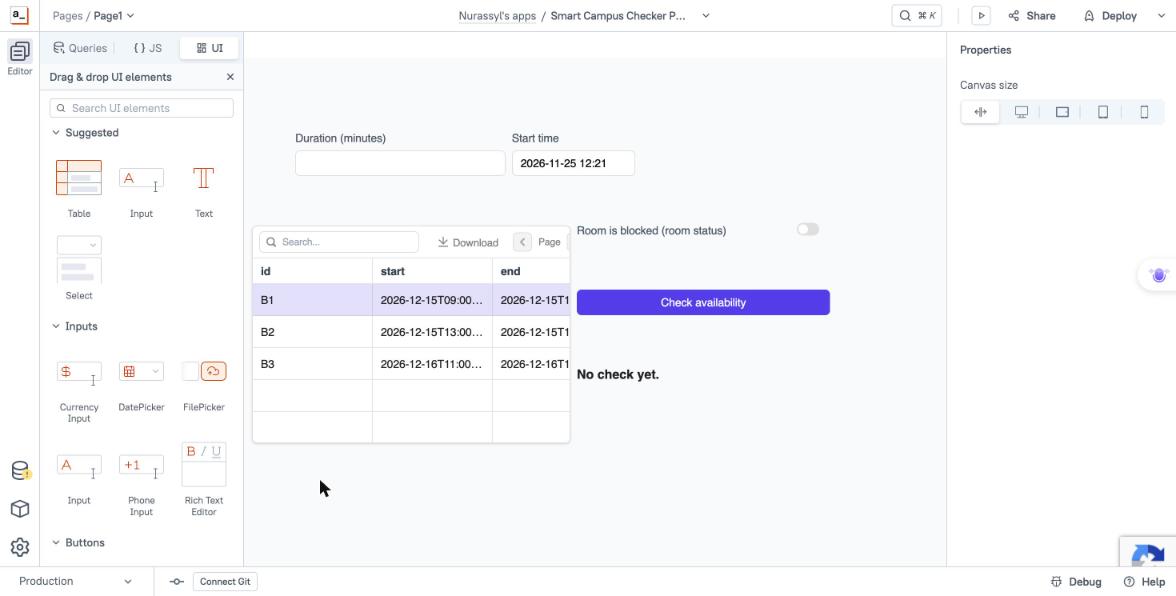 a_
Pages / Page1
Nurassyl's apps / Smart Campus Checker P...
⌘ K
Share
Deploy
Editor
Queries
{ } JS
UI
Drag & drop UI elements
Search UI elements
Suggested
Table
A
Input
Text
Select
Inputs
$
Currency Input
DatePicker
FilePicker
A
Input
+1
Phone Input
B / U
Rich Text Editor
Buttons
Duration (minutes)
Start time
2026-11-25 12:21
Search...
Download
Page
id start end
B1 2026-12-15T09:00... 2026-12-15T1
B2 2026-12-15T13:00... 2026-12-15T1
B3 2026-12-16T11:00... 2026-12-16T1
Room is blocked (room status)
Check availability
No check yet.
Properties
Canvas size
Production
Connect Git
Debug
Help